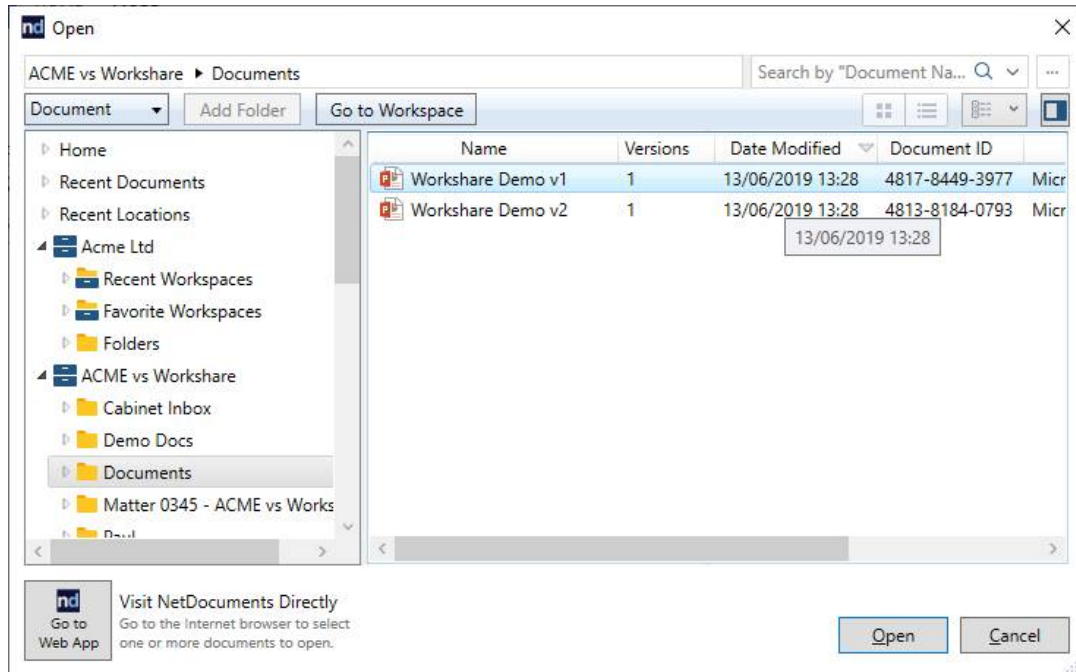 nd Open
ACME vs Workshare ▸ Documents Search by "Document Na... ...
Document Add Folder Go to Workspace
Home
Recent Documents
Recent Locations
Acme Ltd
Recent Workspaces
Favorite Workspaces
Folders
ACME vs Workshare
Cabinet Inbox
Demo Docs
Documents
Matter 0345 - ACME vs Works
Paul
Name Versions Date Modified Document ID
Workshare Demo v1 1 13/06/2019 13:28 4817-8449-3977 Micr
Workshare Demo v2 1 13/06/2019 13:28 4813-8184-0793 Micr
13/06/2019 13:28
nd
Go to
Web App
Visit NetDocuments Directly
Go to the Internet browser to select
one or more documents to open.
Open Cancel